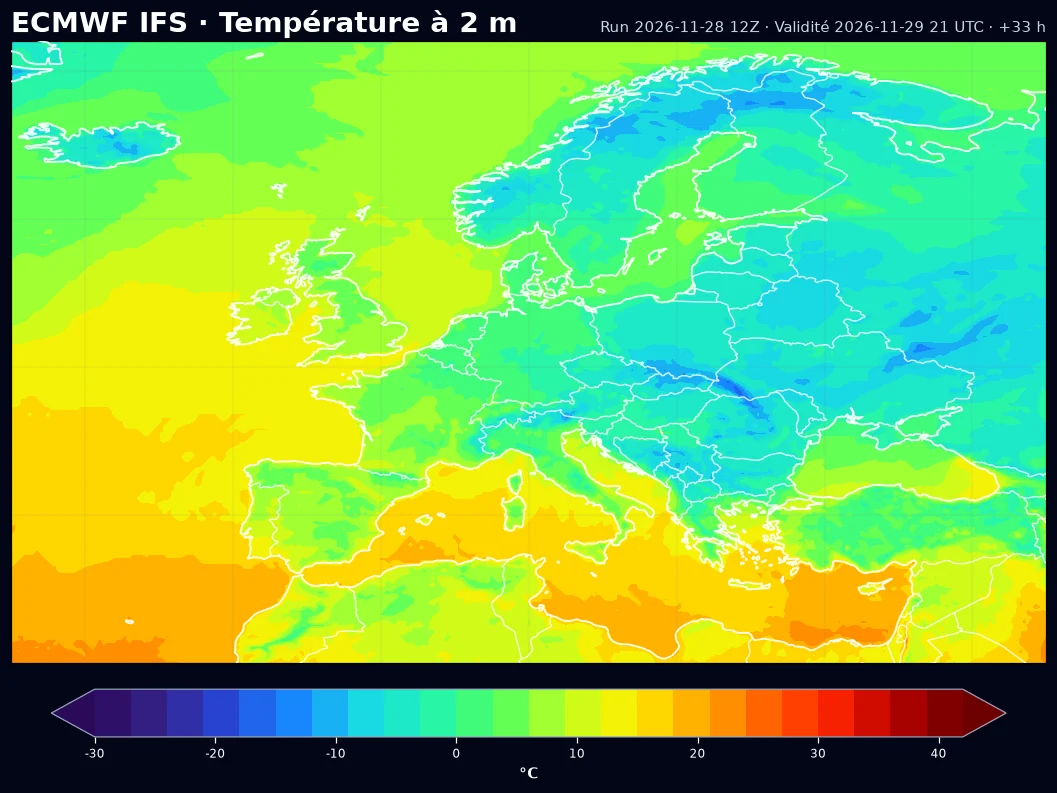 ECMWF IFS · Température à 2 m
Run 2026-11-28 12Z · Validité 2026-11-29 21 UTC · +33 h
-30 -20 -10 0 10 20 30 40
°C